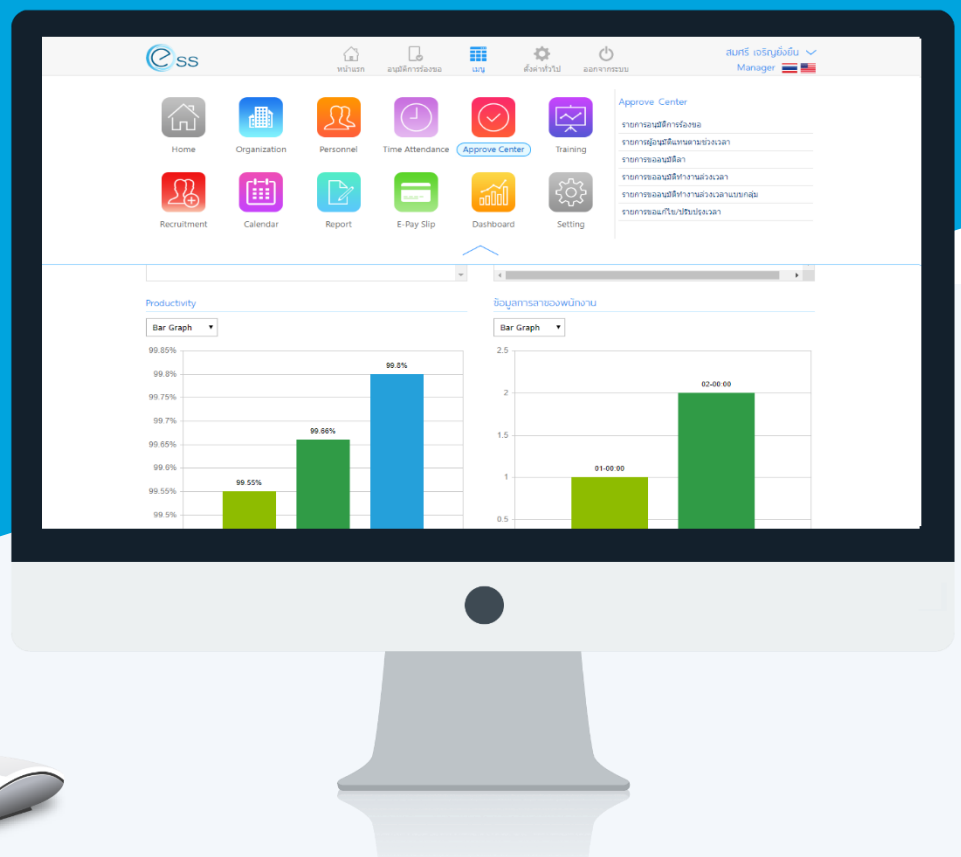 ess
หน้าแรก
อนุมัติการร้องขอ
เมนู
ตั้งค่าทั่วไป
ออกจากระบบ
สมศรี เจริญยั่งยืน
Manager
Home
Organization
Personnel
Time Attendance
Approve Center
Training
Recruitment
Calendar
Report
E-Pay Slip
Dashboard
Setting
Approve Center
รายการอนุมัติการร้องขอ
รายการผู้อนุมัติแทนตามช่วงเวลา
รายการขออนุมัติลา
รายการขออนุมัติทำงานล่วงเวลา
รายการขออนุมัติทำงานล่วงเวลาแบบกลุ่ม
รายการขอแก้ไข/ปรับปรุงเวลา
Productivity
Bar Graph
99.85%
99.8%
99.75%
99.7%
99.65%
99.6%
99.55%
99.5%
99.55%
99.66%
99.8%
ข้อมูลการลาของพนักงาน
Bar Graph
2.5
2
1.5
1
0.5
01-00:00
02-00:00